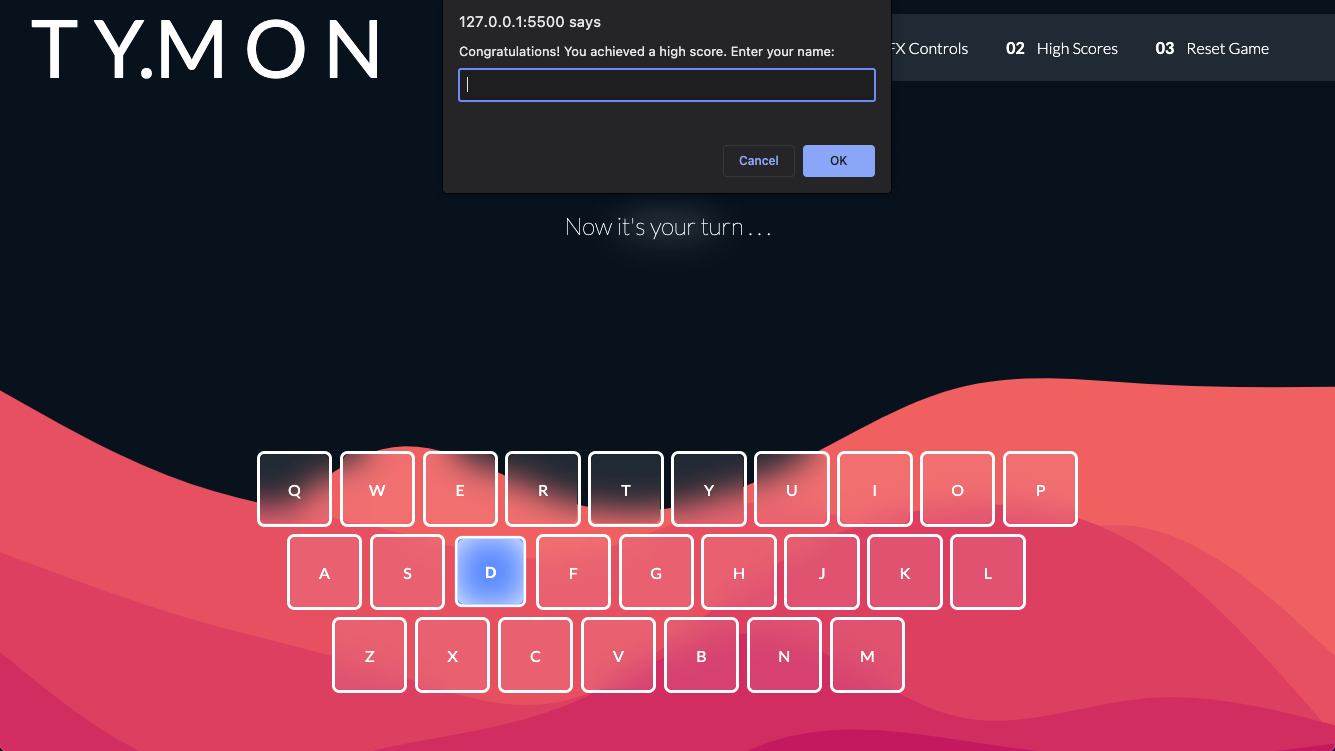 TY.MON
127.0.0.1:5500 says
Congratulations! You achieved a high score. Enter your name:
Cancel OK
FX Controls 02 High Scores 03 Reset Game
Now it's your turn . . .
Q W E R T Y U I O P
A S D F G H J K L
Z X C V B N M